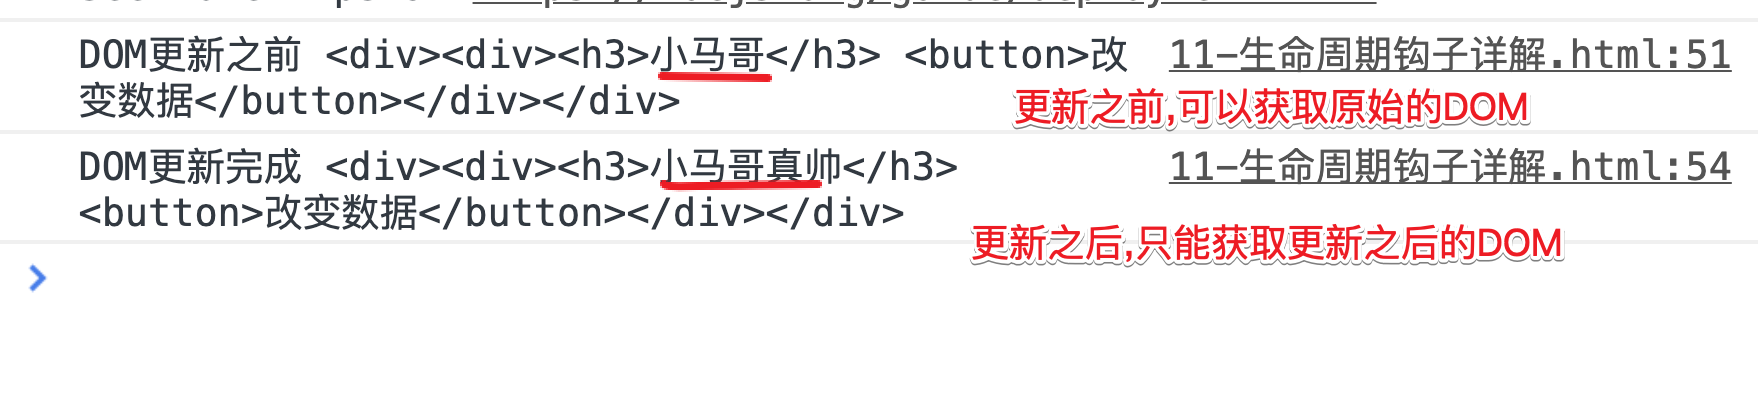 DOM更新之前 <div><div><h3>小马哥</h3> <button>改 11-生命周期钩子详解.html:51
变数据</button></div></div>
更新之前,可以获取原始的DOM
DOM更新完成 <div><div><h3>小马哥真帅</h3> 11-生命周期钩子详解.html:54
<button>改变数据</button></div></div>
更新之后,只能获取更新之后的DOM